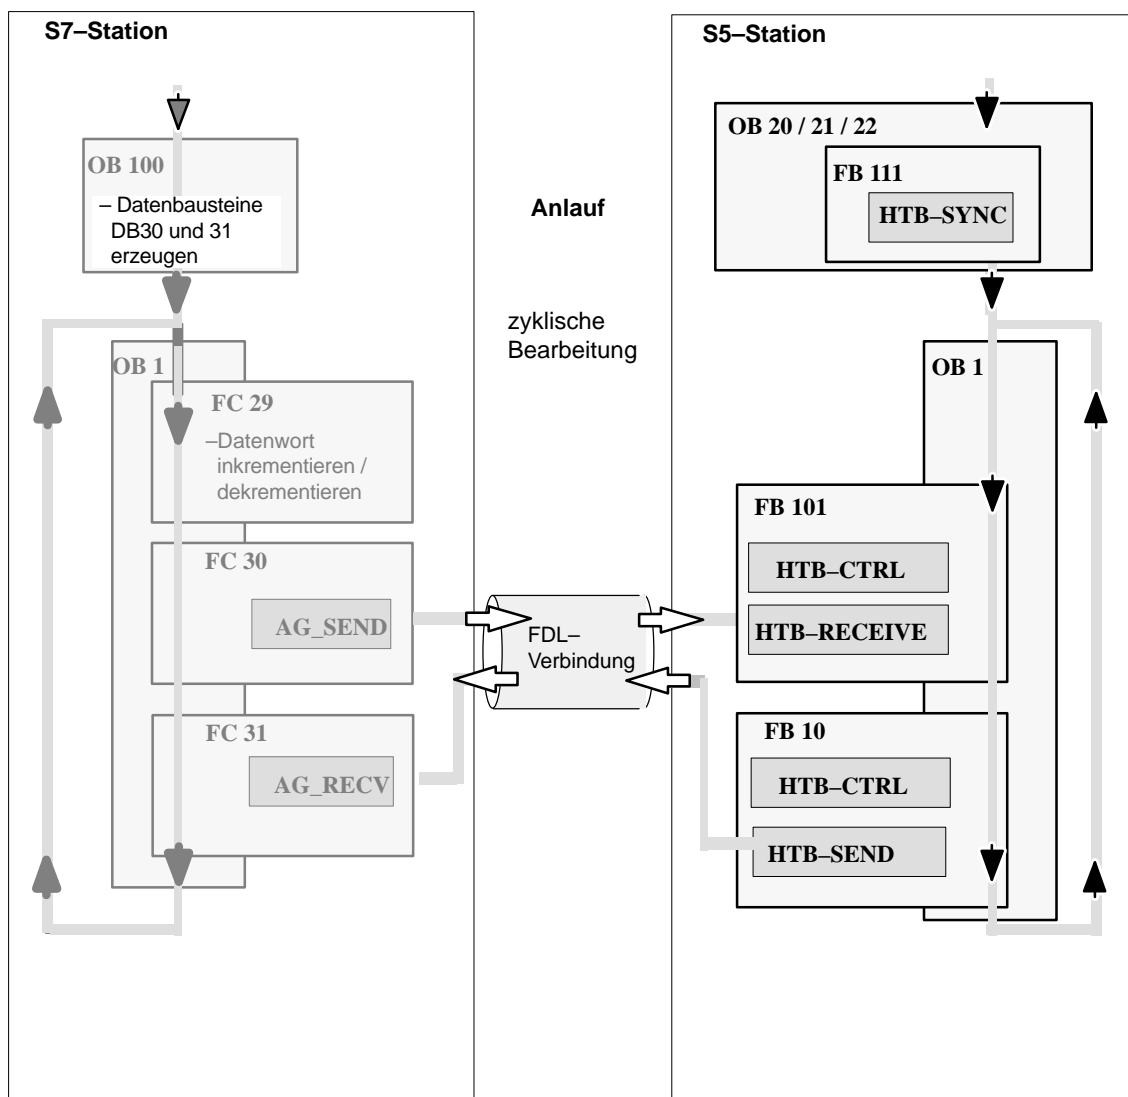 S7–Station
OB 100
– Datenbausteine
DB30 und 31
erzeugen
OB 1
FC 29
–Datenwort
inkrementieren /
dekrementieren
FC 30
AG_SEND
FC 31
AG_RECV
Anlauf
zyklische
Bearbeitung
FDL–
Verbindung
S5–Station
OB 20 / 21 / 22
FB 111
HTB–SYNC
OB 1
FB 101
HTB–CTRL
HTB–RECEIVE
FB 10
HTB–CTRL
HTB–SEND